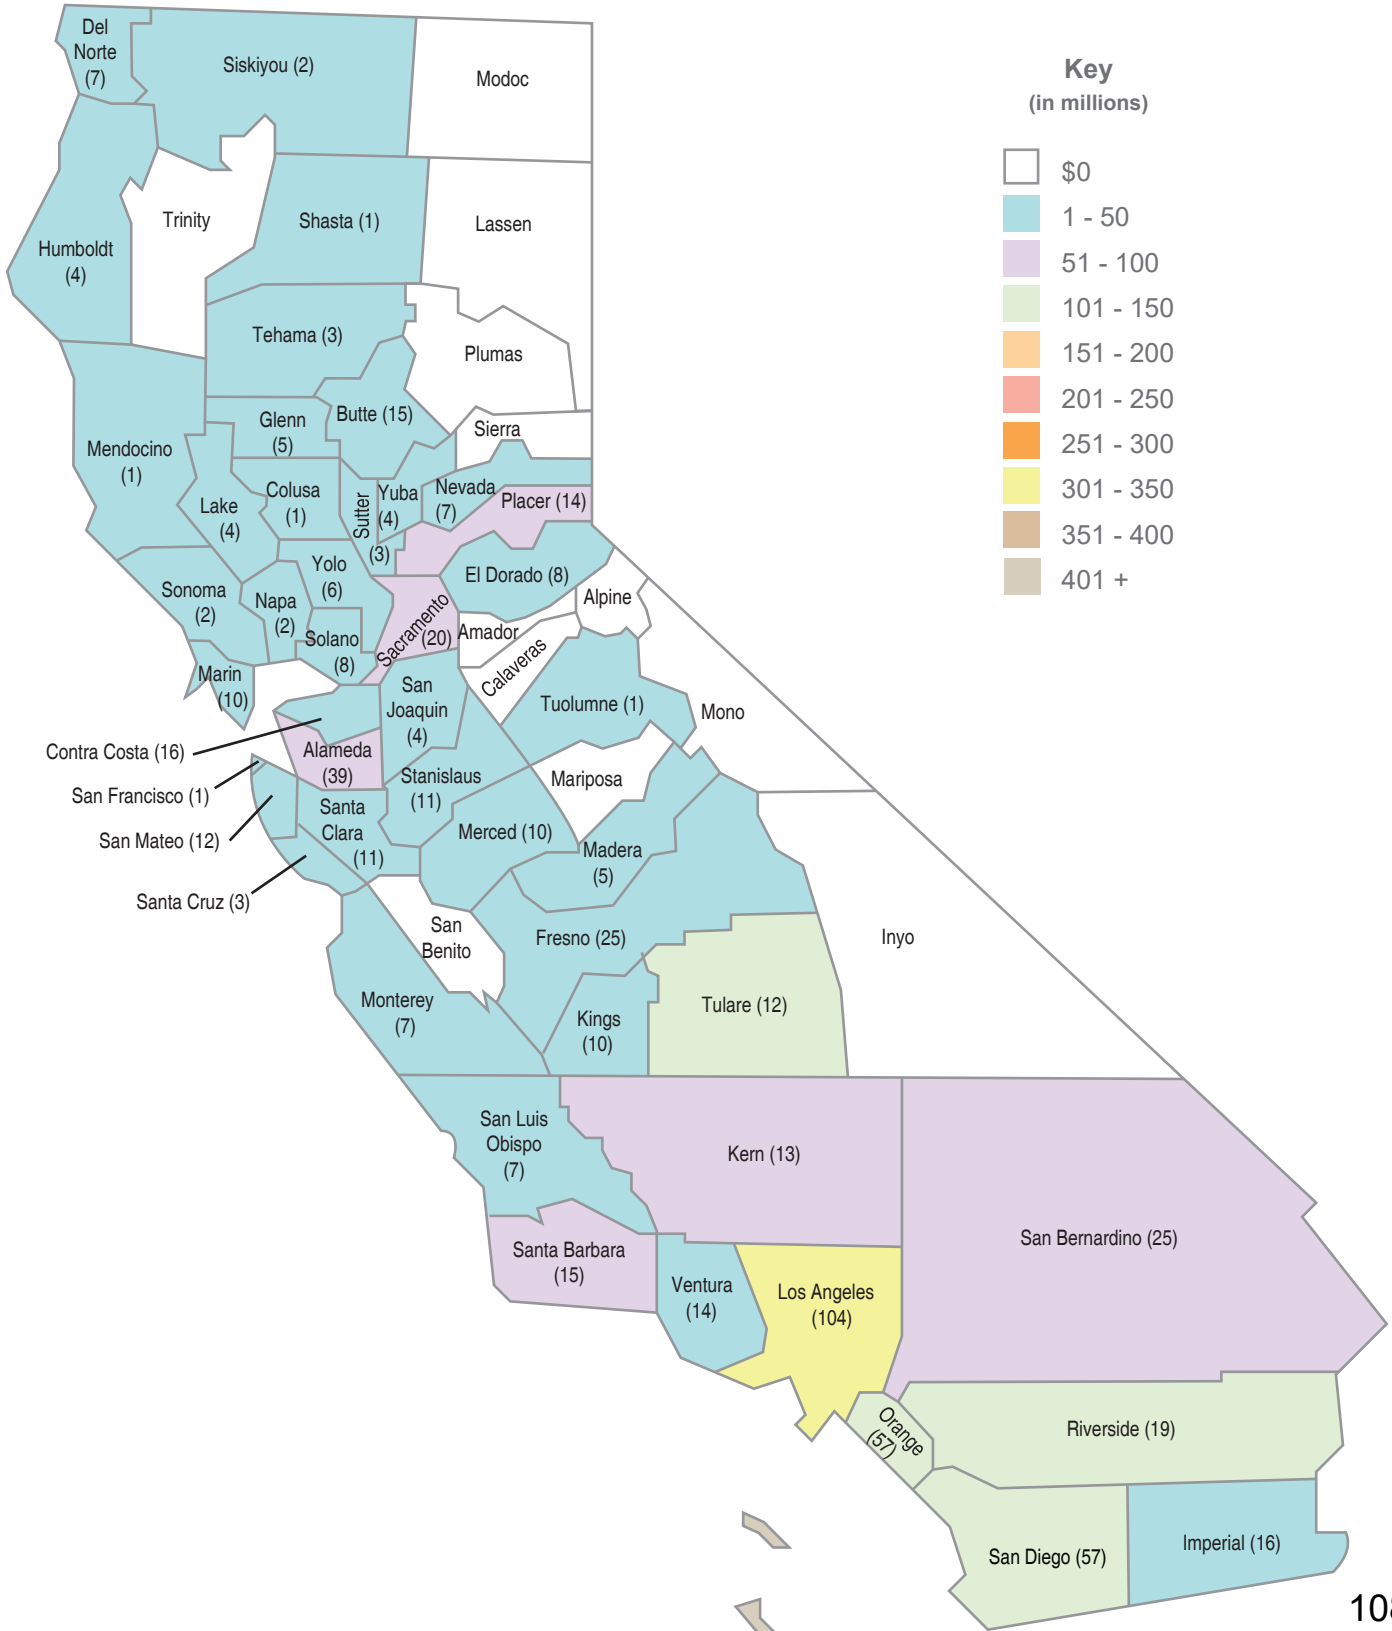 Del
Norte
(7)
Siskiyou (2)
Modoc
Key
(in millions)
$0
1 - 50
51 - 100
101 - 150
151 - 200
201 - 250
251 - 300
301 - 350
351 - 400
401 +
Trinity
Shasta (1)
Lassen
Humboldt
(4)
Tehama (3)
Plumas
Butte (15)
Glenn
(5)
Sierra
Mendocino
(1)
Lake
(4)
Colusa
(1)
Sutter
(3)
Yuba
(4)
Nevada
(7)
Placer (14)
Yolo
(6)
El Dorado (8)
Sonoma
(2)
Napa
(2)
Solano
(8)
Sacramento
(20)
Amador
Alpine
Calaveras
Marin
(10)
San
Joaquin
(4)
Tuolumne (1)
Mono
Contra Costa (16)
Alameda
(39)
San Francisco (1)
Stanislaus
(11)
Mariposa
San Mateo (12)
Santa
Clara
(11)
Merced (10)
Madera
(5)
Santa Cruz (3)
San
Benito
Fresno (25)
Inyo
Monterey
(7)
Kings
(10)
Tulare (12)
San Luis
Obispo
(7)
Kern (13)
San Bernardino (25)
Santa Barbara
(15)
Ventura
(14)
Los Angeles
(104)
Orange
(57)
Riverside (19)
San Diego (57)
Imperial (16)